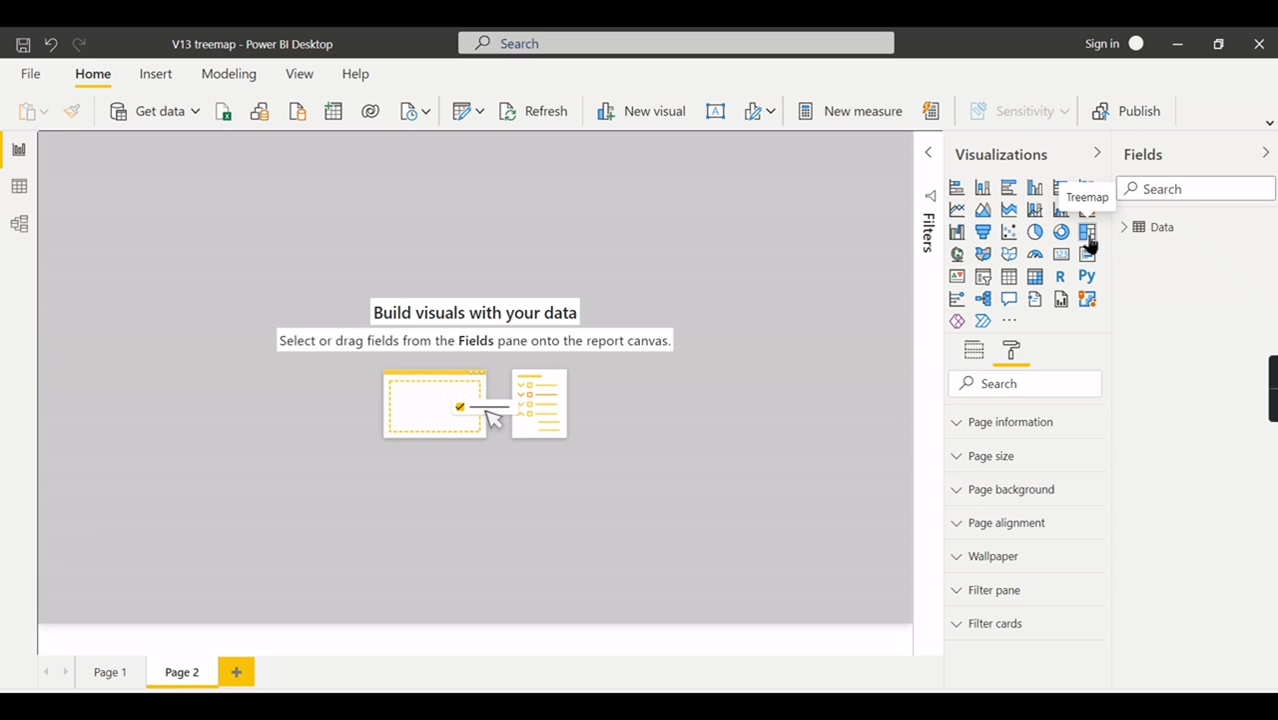 V13 treemap - Power BI Desktop
Search
Sign in
File
Home
Insert
Modeling
View
Help
Get data
Refresh
New visual
New measure
Sensitivity
Publish
Build visuals with your data
Select or drag fields from the Fields pane onto the report canvas.
Filters
Visualizations
Treemap
R
Py
Search
Page information
Page size
Page background
Page alignment
Wallpaper
Filter pane
Filter cards
Fields
Search
Data
Page 1
Page 2